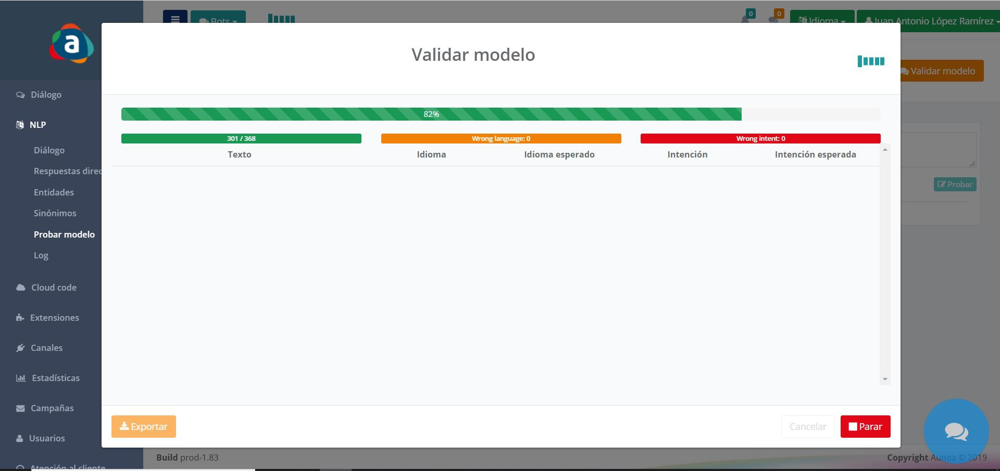 Bots
0
0
Idioma
Juan Antonio López Ramírez
a
Validar modelo
Validar modelo
Diálogo
NLP
Diálogo
Respuestas direc
Entidades
Sinónimos
Probar modelo
Log
Cloud code
Extensiones
Canales
Estadísticas
Campañas
Usuarios
Atención al cliente
82%
301 / 368
Wrong language: 0
Wrong intent: 0
Texto
Idioma
Idioma esperado
Intención
Intención esperada
Probar
Exportar
Cancelar
Parar
Build prod-1.83
Copyright Aunoa © 2019